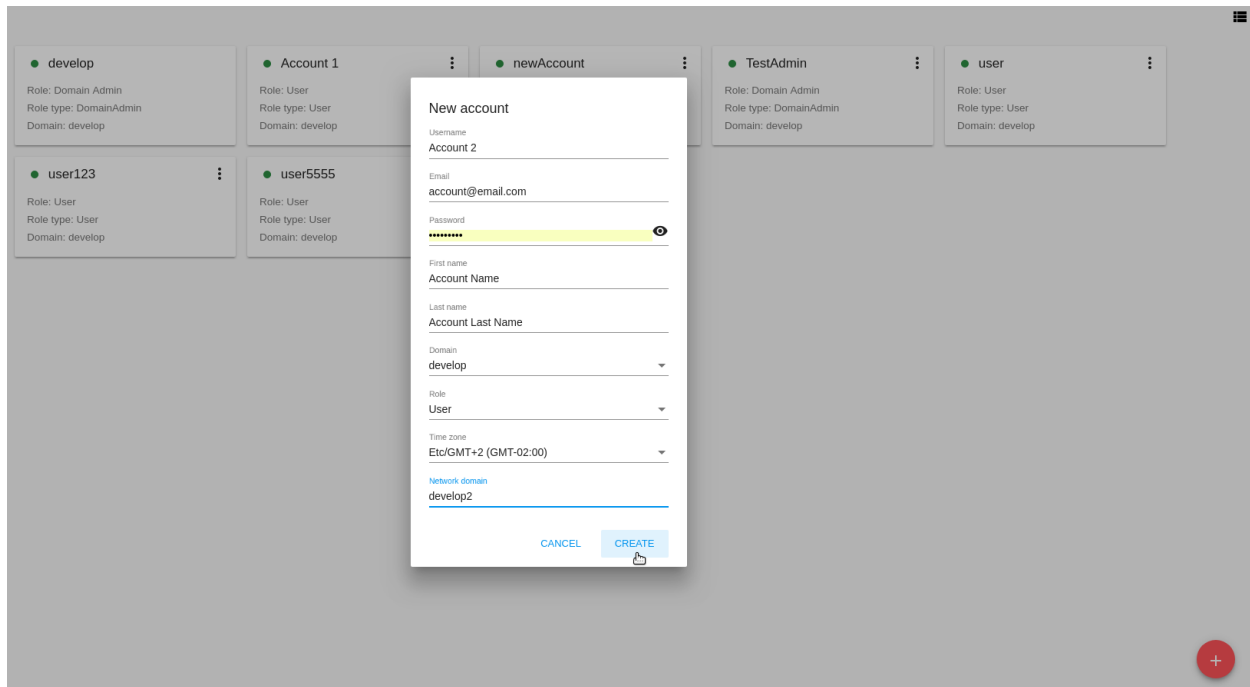 develop
Role: Domain Admin
Role type: DomainAdmin
Domain: develop
Account 1
Role: User
Role type: User
Domain: develop
newAccount
TestAdmin
Role: Domain Admin
Role type: DomainAdmin
Domain: develop
user
Role: User
Role type: User
Domain: develop
user123
Role: User
Role type: User
Domain: develop
user5555
Role: User
Role type: User
Domain: develop
New account
Username
Account 2
Email
account@email.com
Password
•••••••••
First name
Account Name
Last name
Account Last Name
Domain
develop
Role
User
Time zone
Etc/GMT+2 (GMT-02:00)
Network domain
develop2
CANCEL CREATE